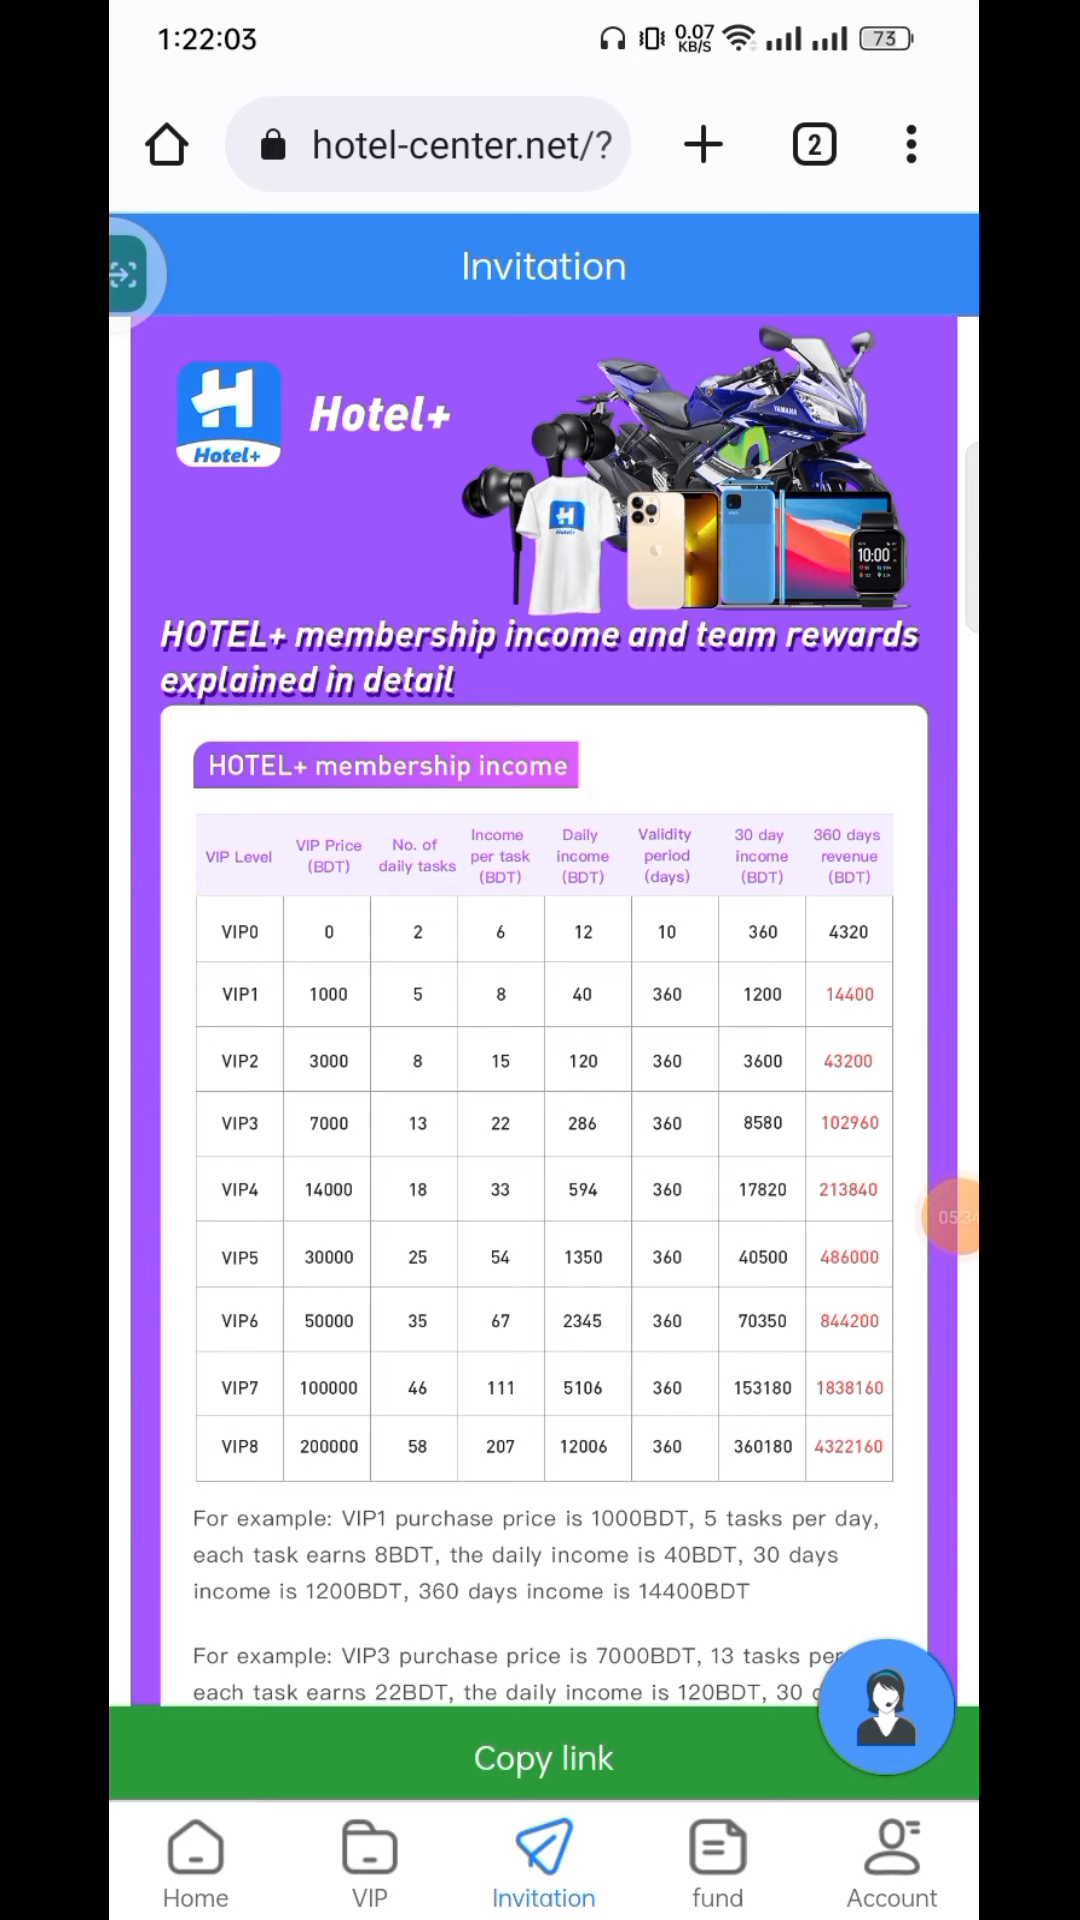 1:22:03 0.07 KB/S 73
hotel-center.net/? 2
Invitation
H Hotel+
Hotel+
YAMAHA
R15
H
Hotel+
10:00
HOTEL+ membership income and team rewards
explained in detail
HOTEL+ membership income
VIP Level VIP Price (BDT) No. of daily tasks Income per task (BDT) Daily income (BDT) Validity period (days) 30 day income (BDT) 360 days revenue (BDT)
VIP0 0 2 6 12 10 360 4320
VIP1 1000 5 8 40 360 1200 14400
VIP2 3000 8 15 120 360 3600 43200
VIP3 7000 13 22 286 360 8580 102960
VIP4 14000 18 33 594 360 17820 213840
05:34
VIP5 30000 25 54 1350 360 40500 486000
VIP6 50000 35 67 2345 360 70350 844200
VIP7 100000 46 111 5106 360 153180 1838160
VIP8 200000 58 207 12006 360 360180 4322160
For example: VIP1 purchase price is 1000BDT, 5 tasks per day,
each task earns 8BDT, the daily income is 40BDT, 30 days
income is 1200BDT, 360 days income is 14400BDT
For example: VIP3 purchase price is 7000BDT, 13 tasks per
each task earns 22BDT, the daily income is 120BDT, 30
Copy link
Home VIP Invitation fund Account